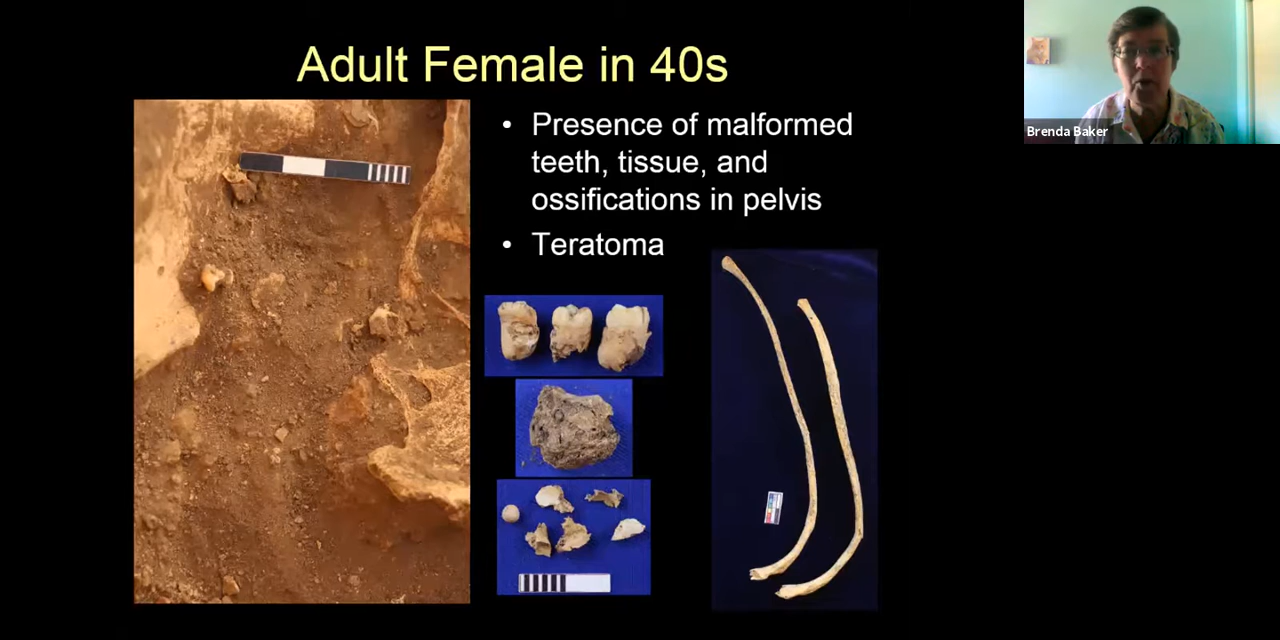 Adult Female in 40s
• Presence of malformed
teeth, tissue, and
ossifications in pelvis
• Teratoma
Brenda Baker